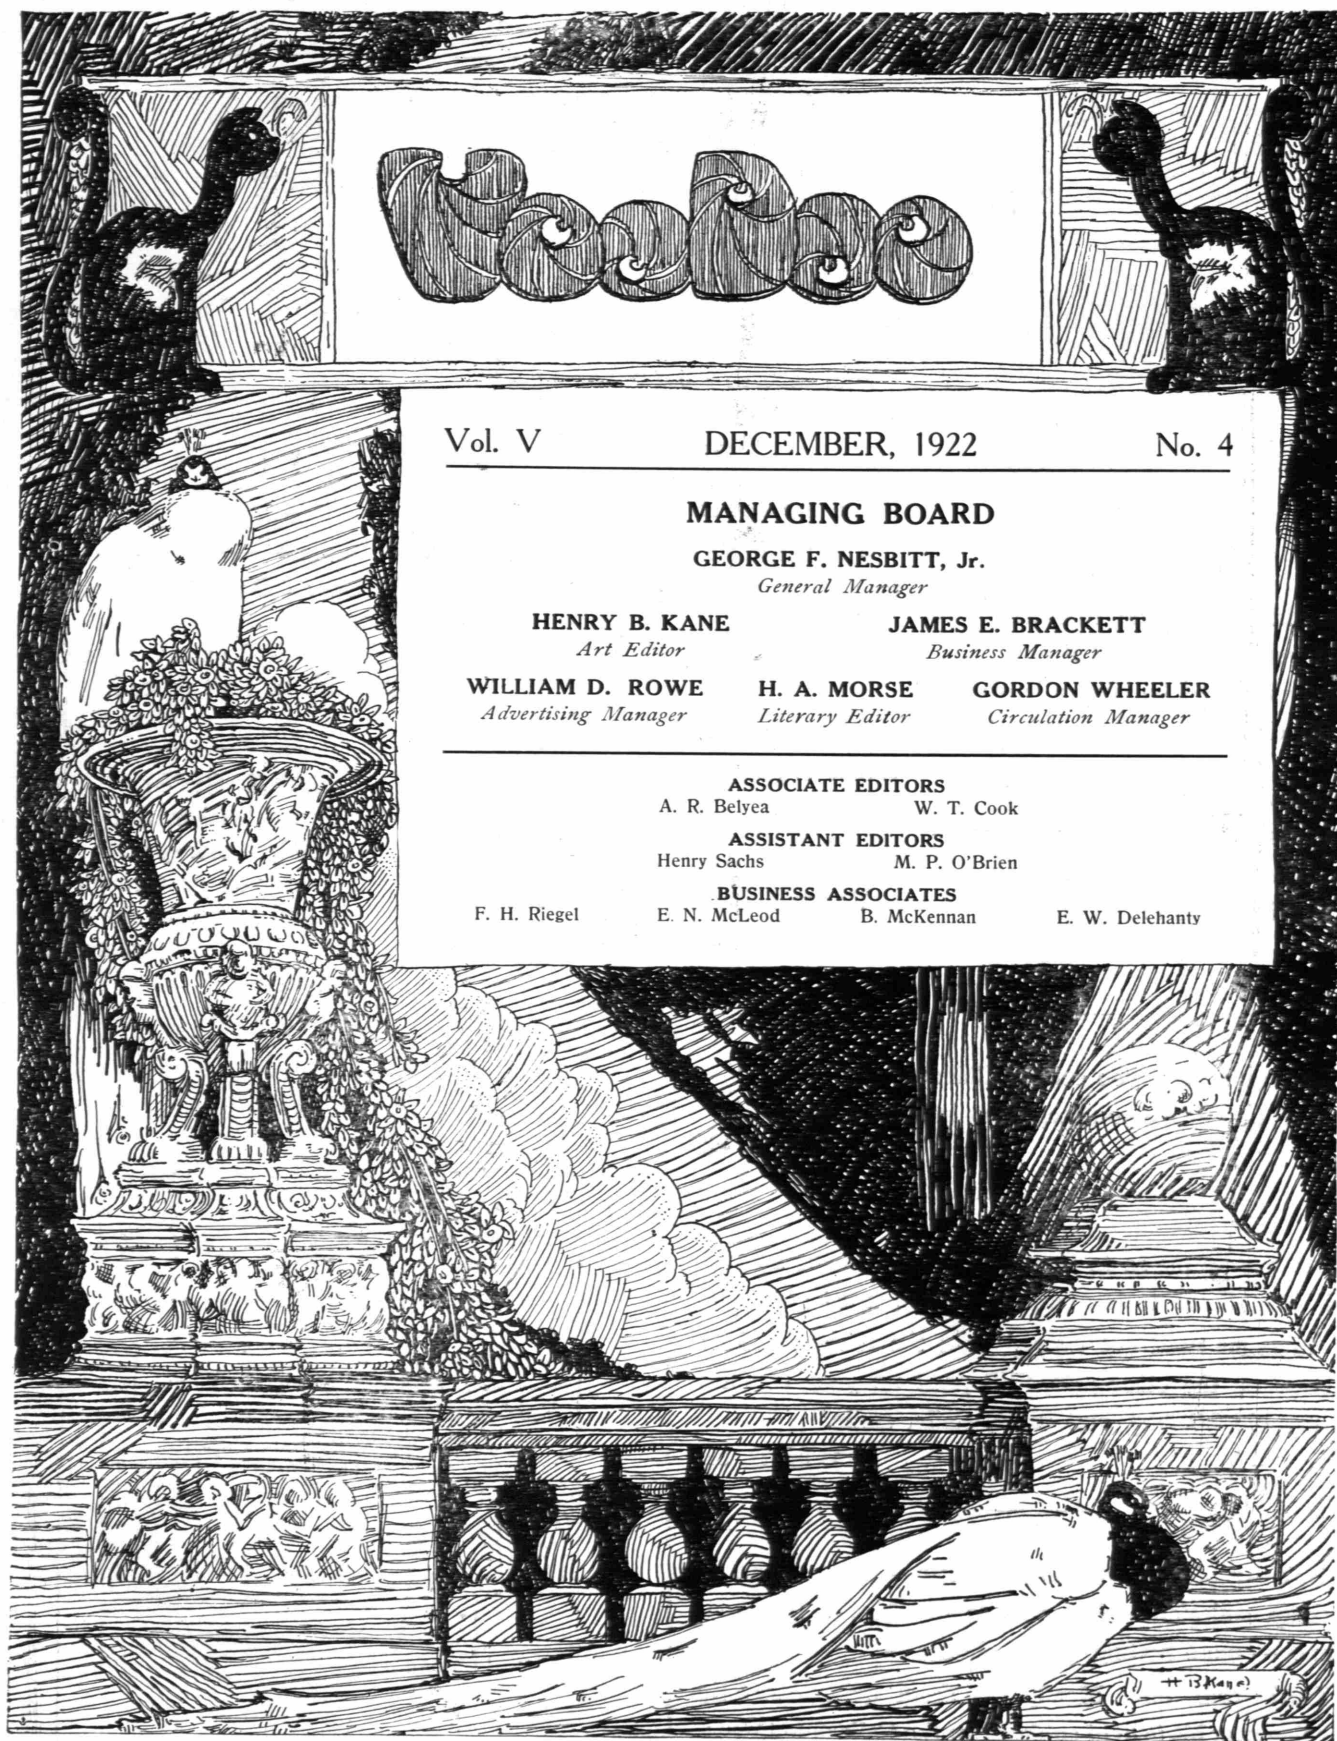 VooDoo
Vol. V DECEMBER, 1922 No. 4
MANAGING BOARD
GEORGE F. NESBITT, Jr.
General Manager
HENRY B. KANE JAMES E. BRACKETT
Art Editor Business Manager
WILLIAM D. ROWE H. A. MORSE GORDON WHEELER
Advertising Manager Literary Editor Circulation Manager
ASSOCIATE EDITORS
A. R. Belyea W. T. Cook
ASSISTANT EDITORS
Henry Sachs M. P. O'Brien
BUSINESS ASSOCIATES
F. H. Riegel E. N. McLeod B. McKennan E. W. Delehanty
H B Kane